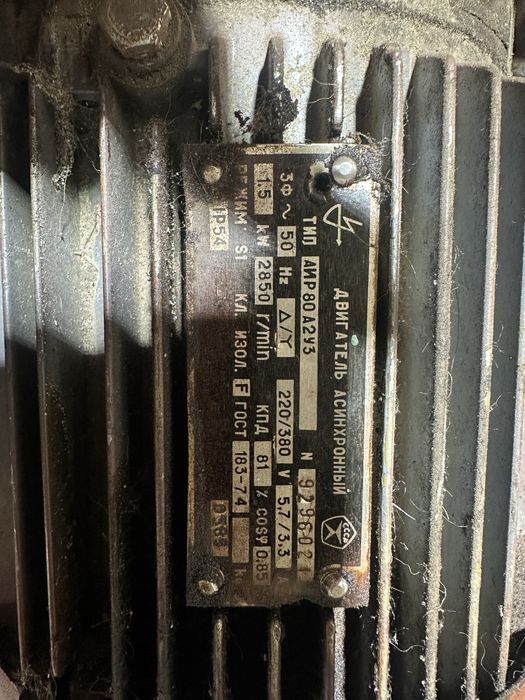 ДВИГАТЕЛЬ АСИНХРОННЫЙ
СССР
ТИП АИР80А2У3 N 929602
3Ф ~ 50 Hz Δ/Y 220/380 V 5,7/3,3 A
1,5 kW 2850 r/min КПД 81 % cosφ 0.85
РЕЖИМ S1 КЛ. ИЗОЛ. F ГОСТ 183-74
IP54